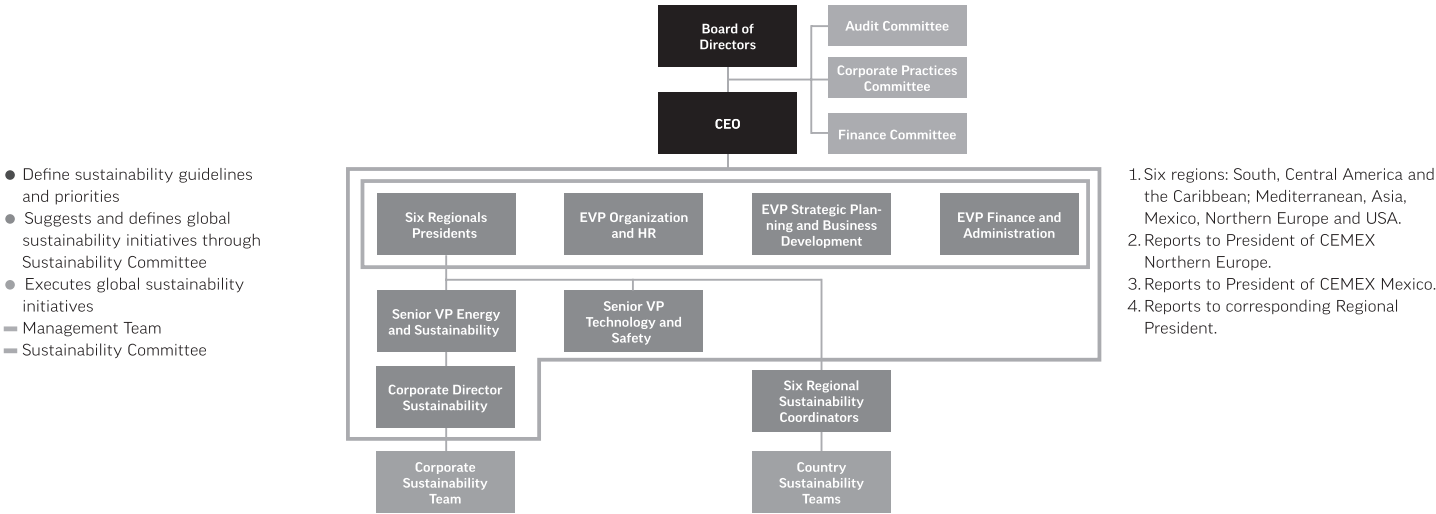 Board of
Directors
Audit Committee
Corporate Practices
Committee
CEO
Finance Committee
● Define sustainability guidelines
and priorities
● Suggests and defines global
sustainability initiatives through
Sustainability Committee
● Executes global sustainability
initiatives
Management Team
Sustainability Committee
Six Regionals
Presidents
EVP Organization
and HR
EVP Strategic Plan-
ning and Business
Development
EVP Finance and
Administration
Senior VP Energy
and Sustainability
Senior VP
Technology and
Safety
Corporate Director
Sustainability
Six Regional
Sustainability
Coordinators
Corporate
Sustainability
Team
Country
Sustainability
Teams
1. Six regions: South, Central America and
the Caribbean; Mediterranean, Asia,
Mexico, Northern Europe and USA.
2. Reports to President of CEMEX
Northern Europe.
3. Reports to President of CEMEX Mexico.
4. Reports to corresponding Regional
President.